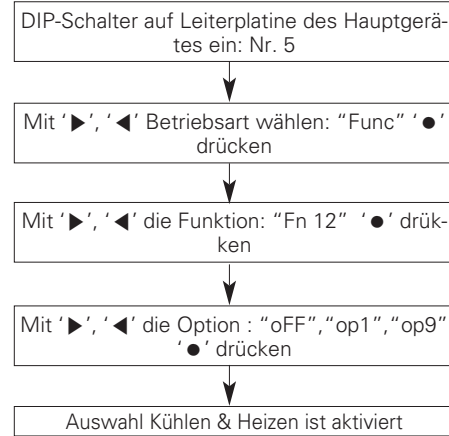 DIP-Schalter auf Leiterplatine des Hauptgerä-
tes ein: Nr. 5
Mit ‘▶’, ‘◀’ Betriebsart wählen: “Func” ‘●’
drücken
Mit ‘▶’, ‘◀’ die Funktion: “Fn 12” ‘●’ drük-
ken
Mit ‘▶’, ‘◀’ die Option : “oFF”,“op1”,“op9”
‘●’ drücken
Auswahl Kühlen & Heizen ist aktiviert